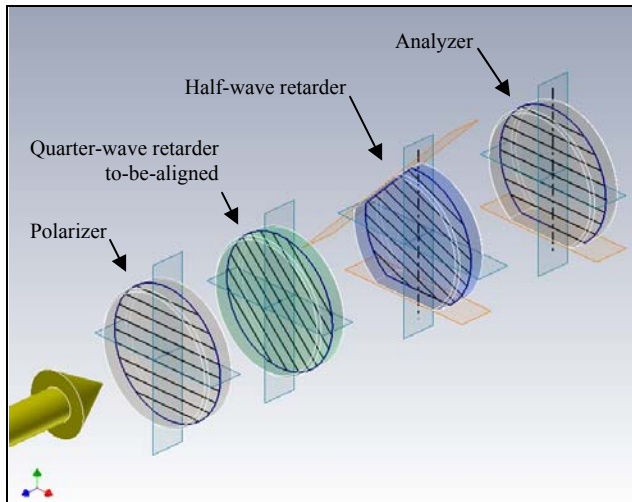 Analyzer
Half-wave retarder
Quarter-wave retarder
to-be-aligned
Polarizer